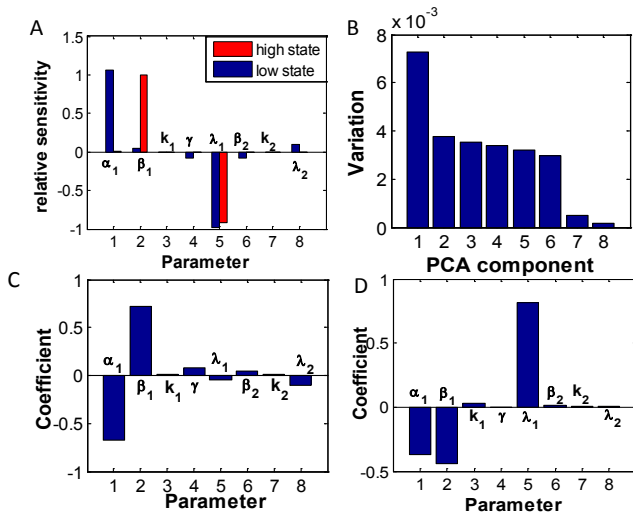 A
1.5
1
0.5
0
-0.5
-1
relative sensitivity
high state
low state
α1
β1
k1
γ
λ1
β2
k2
λ2
1 2 3 4 5 6 7 8
Parameter
B
x 10-3
8
6
4
2
0
Variation
1 2 3 4 5 6 7 8
PCA component
C
1
0.5
0
-0.5
-1
Coefficient
α1
β1
k1
γ
λ1
β2
k2
λ2
1 2 3 4 5 6 7 8
Parameter
D
1
0.5
0
-0.5
Coefficient
α1
β1
k1
γ
λ1
β2
k2
λ2
1 2 3 4 5 6 7 8
Parameter